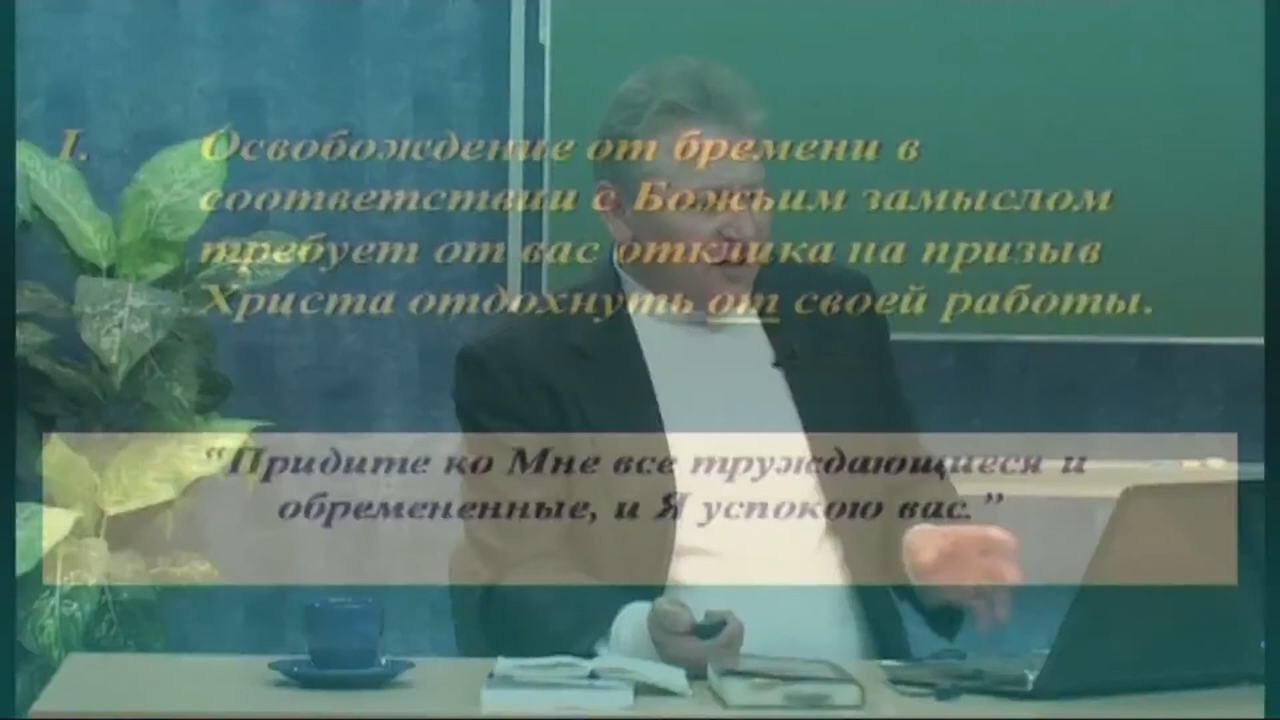 I. Освобождение от бремени в
соответствии с Божьим замыслом
требует от вас отклика на призыв
Христа отдохнуть от своей работы.
“Придите ко Мне все труждающиеся и
обремененные, и Я успокою вас.”